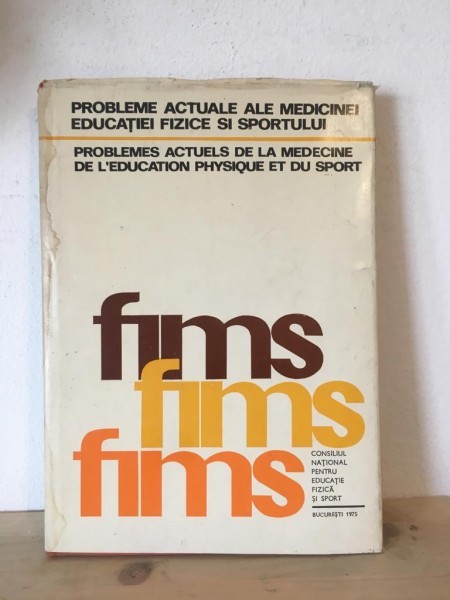 PROBLEME ACTUALE ALE MEDICINEI
EDUCAȚIEI FIZICE SI SPORTULUI
PROBLEMES ACTUELS DE LA MEDECINE
DE L'EDUCATION PHYSIQUE ET DU SPORT
fims
fims
fims
CONSILIUL
NAȚIONAL
PENTRU
EDUCAȚIE
FIZICĂ
ȘI SPORT
BUCUREȘTI 1975